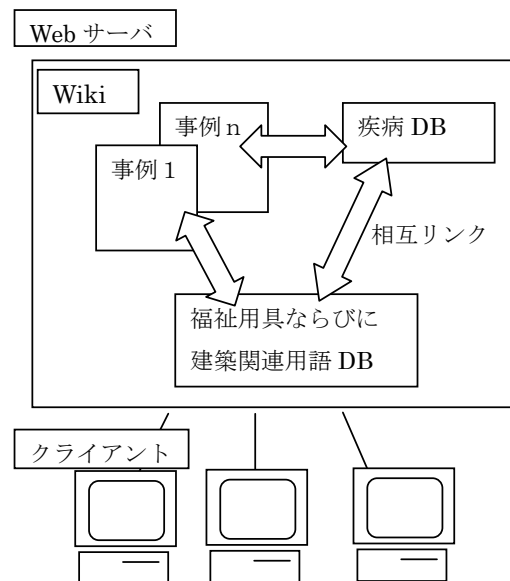 Web サーバ
Wiki
事例ｎ
疾病 DB
事例１
相互リンク
福祉用具ならびに
建築関連用語 DB
クライアント